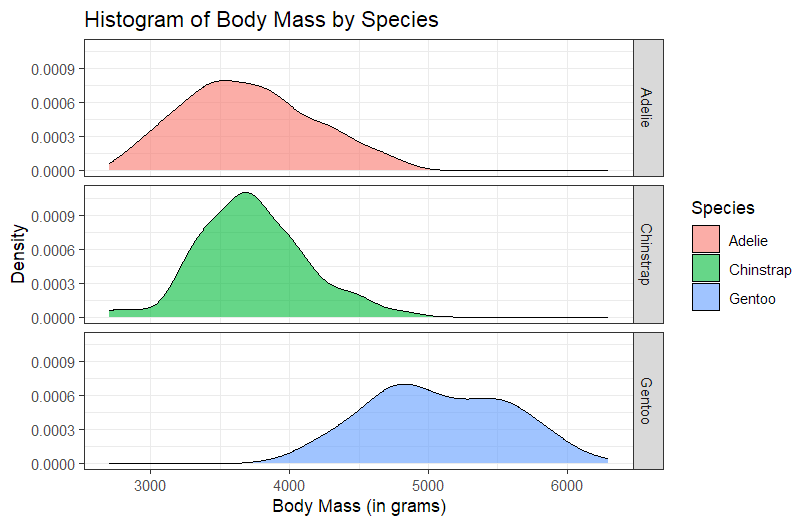 Histogram of Body Mass by Species
Density
0.0009
0.0006
0.0003
0.0000
Adelie
0.0009
0.0006
0.0003
0.0000
Chinstrap
0.0009
0.0006
0.0003
0.0000
Gentoo
3000 4000 5000 6000
Body Mass (in grams)
Species
Adelie
Chinstrap
Gentoo